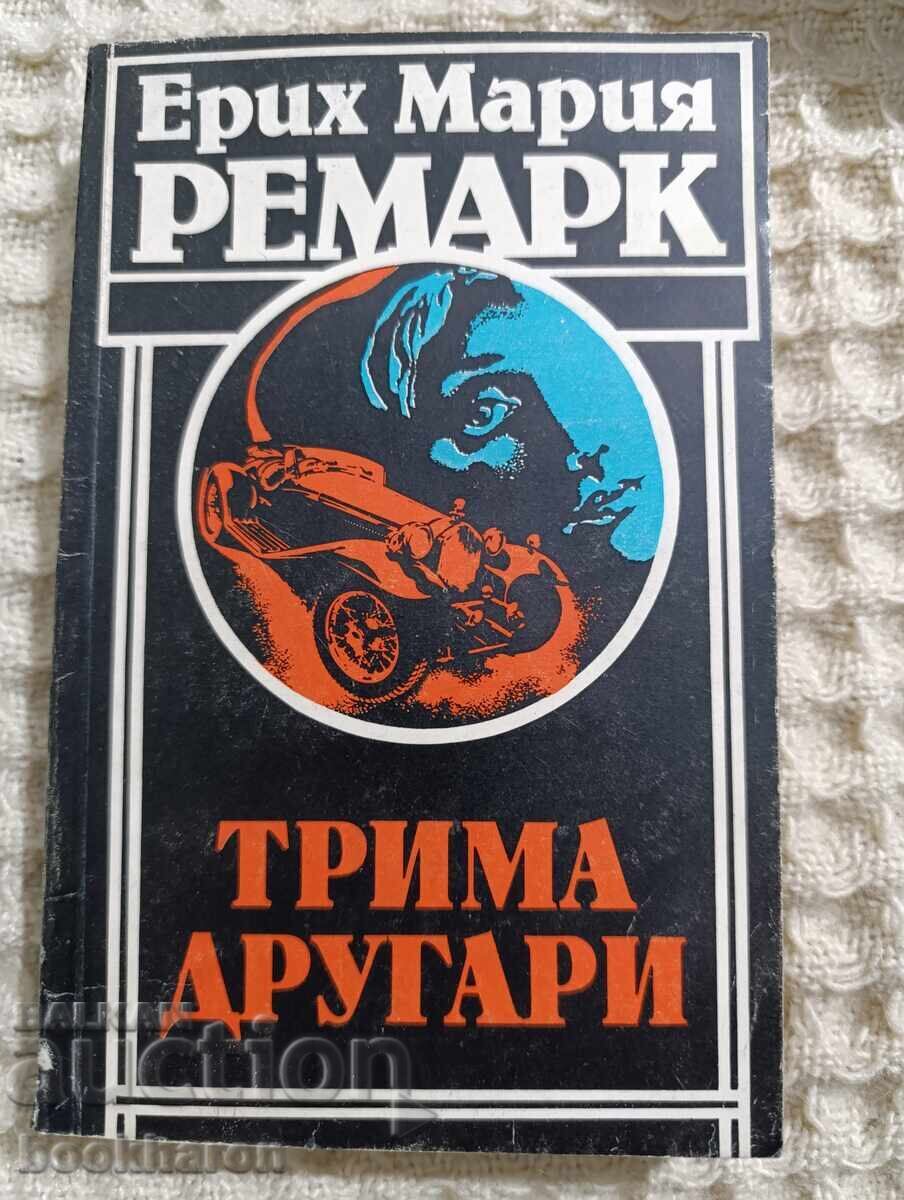 Ерих Мария
РЕМАРК
ТРИМА
ДРУГАРИ
BALKAN
auction
bookharon